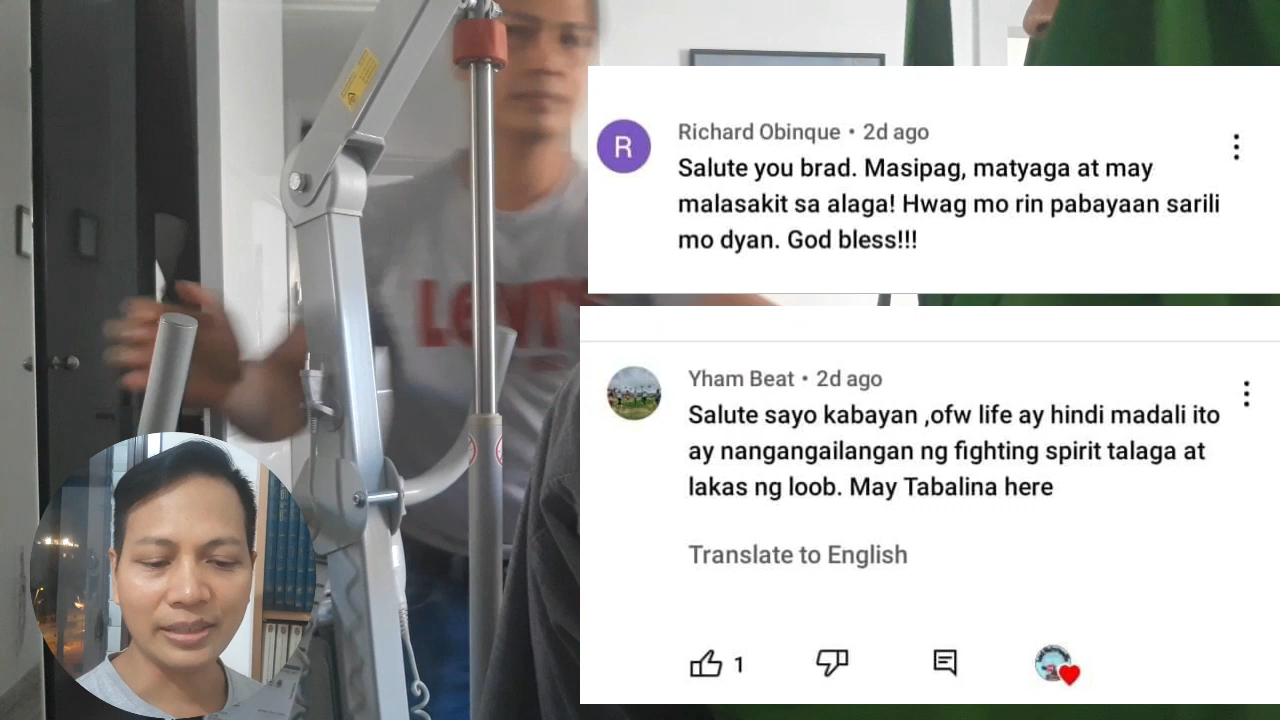 LEVI'S
Richard Obinque • 2d ago
Salute you brad. Masipag, matyaga at may
malasakit sa alaga! Hwag mo rin pabayaan sarili
mo dyan. God bless!!!
R
Yham Beat • 2d ago
Salute sayo kabayan ,ofw life ay hindi madali ito
ay nangangailangan ng fighting spirit talaga at
lakas ng loob. May Tabalina here
Translate to English
1